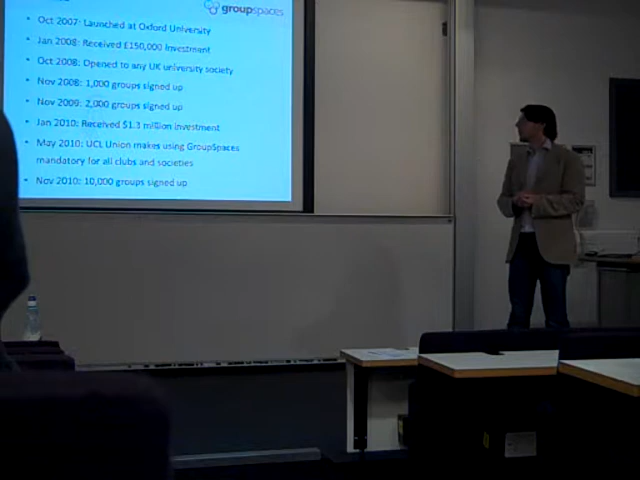 groupspaces
• Oct 2007: Launched at Oxford University
• Jan 2008: Received £150,000 investment
• Oct 2008: Opened to any UK university society
• Nov 2008: 1,000 groups signed up
• Nov 2009: 2,000 groups signed up
• Jan 2010: Received $1.3 million investment
• May 2010: UCL Union makes using GroupSpaces
mandatory for all clubs and societies
• Nov 2010: 10,000 groups signed up